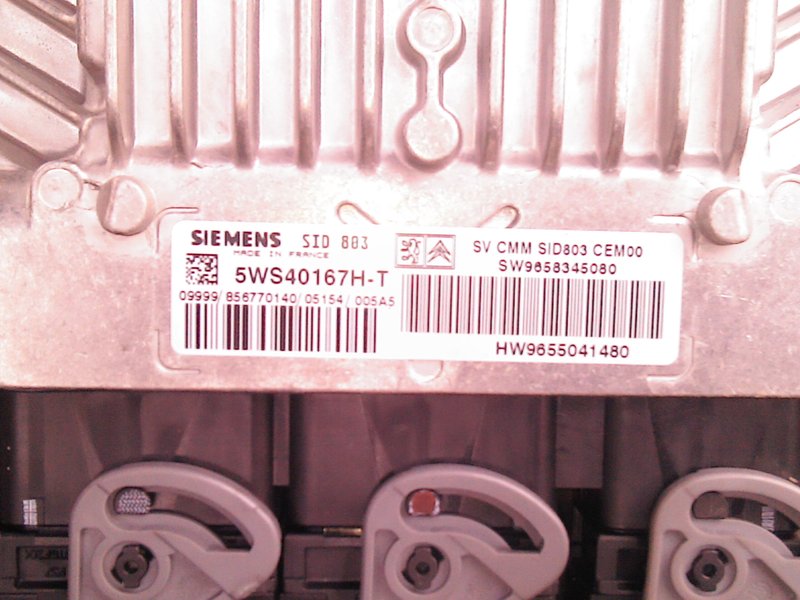 SIEMENS SID 803
MADE IN FRANCE
5WS40167H-T
09999/856770140/05154/005A5
SV CMM SID803 CEM00
SW9658345080
HW9655041480